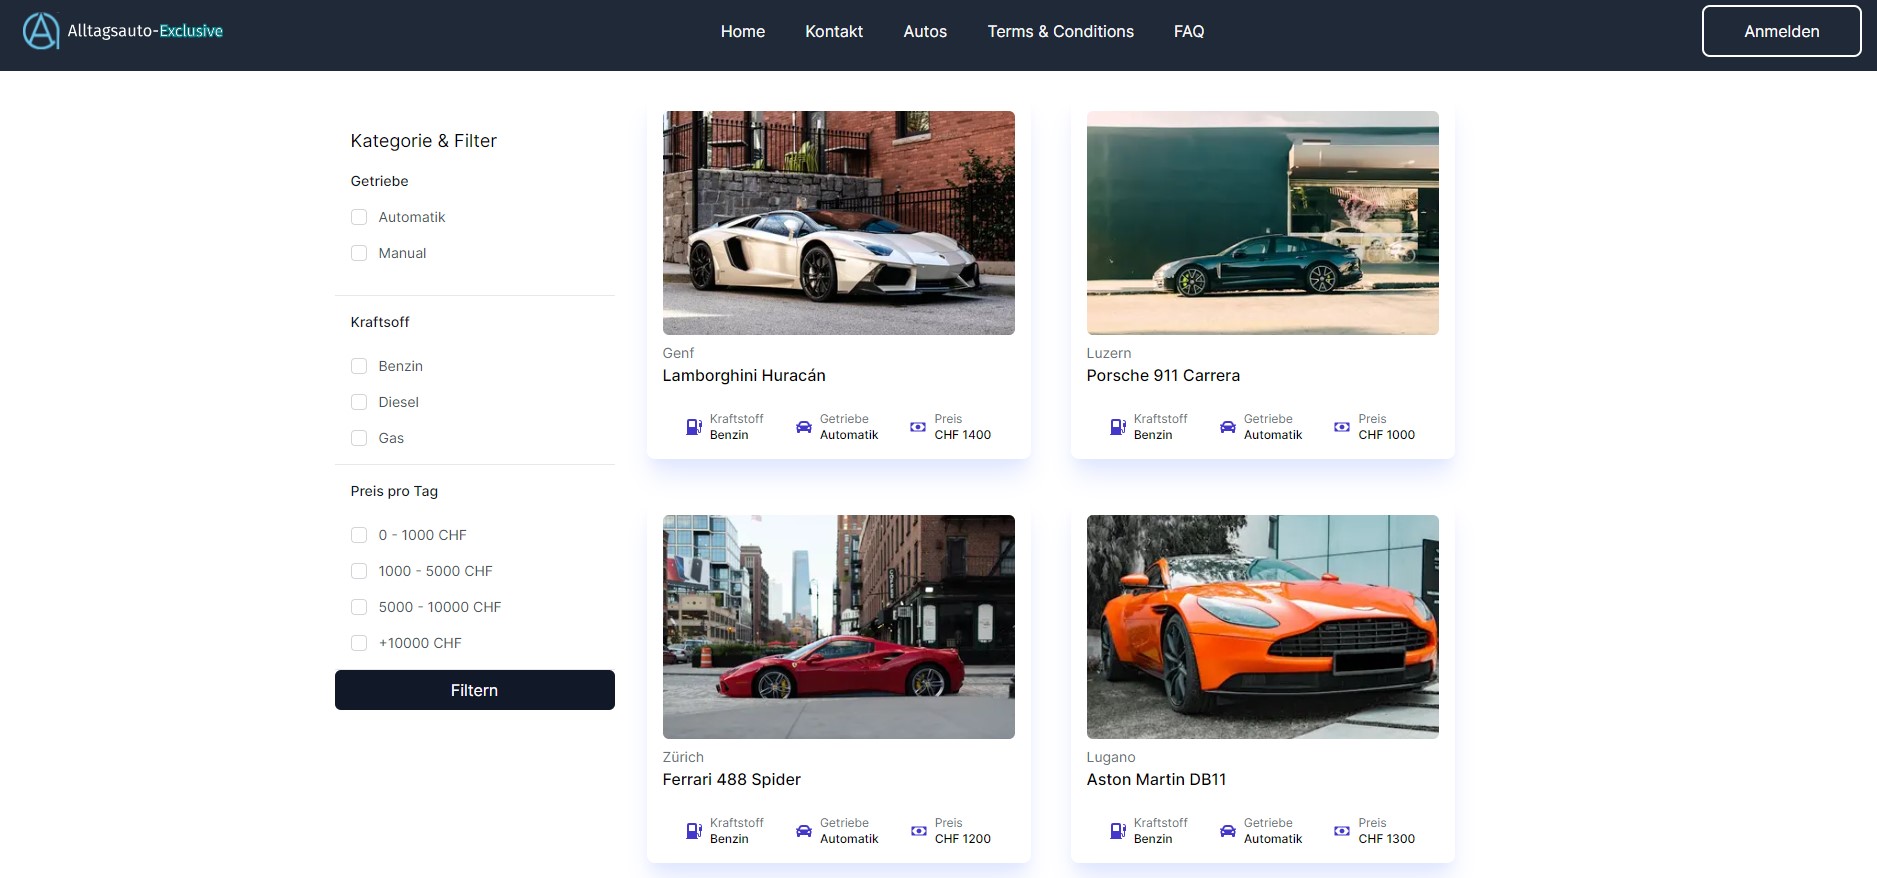 Alltagsauto-Exclusive
Home
Kontakt
Autos
Terms & Conditions
FAQ
Anmelden
Kategorie & Filter
Getriebe
Automatik
Manual
Kraftsoff
Benzin
Diesel
Gas
Preis pro Tag
0 - 1000 CHF
1000 - 5000 CHF
5000 - 10000 CHF
+10000 CHF
Filtern
Genf
Lamborghini Huracán
Kraftstoff
Benzin
Getriebe
Automatik
Preis
CHF 1400
Luzern
Porsche 911 Carrera
Kraftstoff
Benzin
Getriebe
Automatik
Preis
CHF 1000
Zürich
Ferrari 488 Spider
Kraftstoff
Benzin
Getriebe
Automatik
Preis
CHF 1200
Lugano
Aston Martin DB11
Kraftstoff
Benzin
Getriebe
Automatik
Preis
CHF 1300